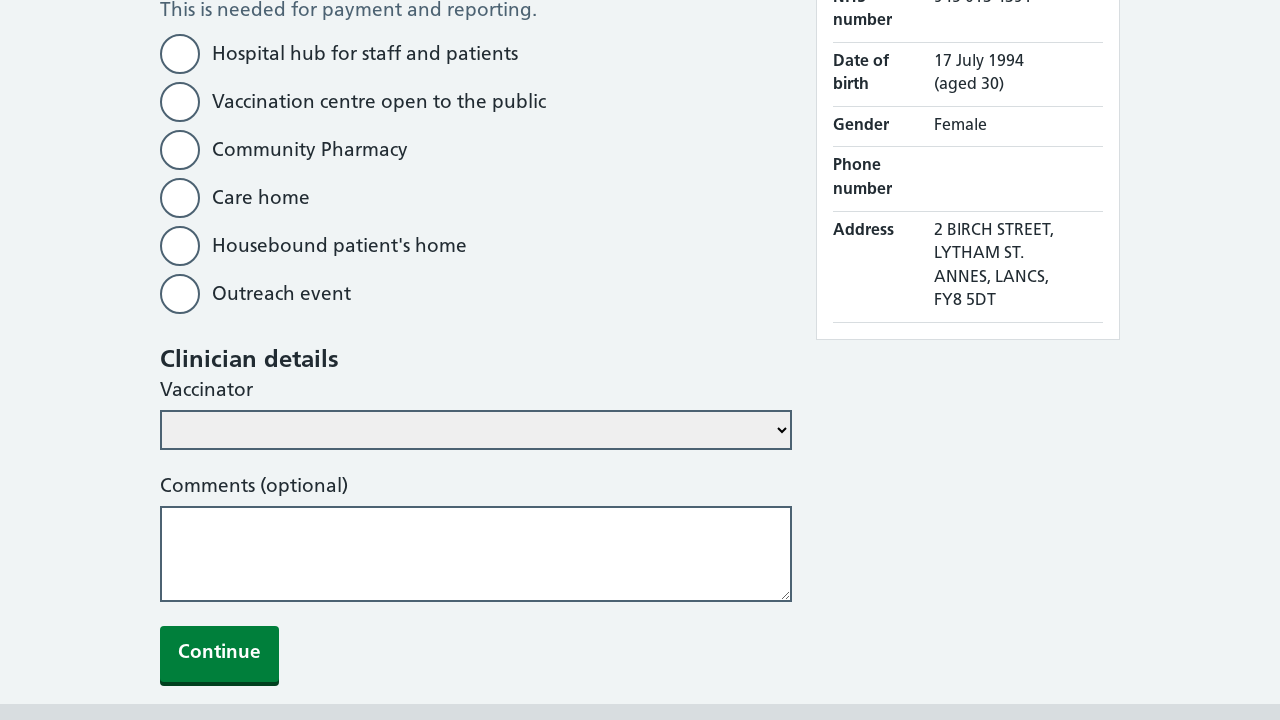 This is needed for payment and reporting.
Hospital hub for staff and patients
Vaccination centre open to the public
Community Pharmacy
Care home
Housebound patient's home
Outreach event
Clinician details
Vaccinator
Comments (optional)
Continue
number
Date of
birth
17 July 1994
(aged 30)
Gender
Female
Phone
number
Address
2 BIRCH STREET,
LYTHAM ST.
ANNES, LANCS,
FY8 5DT